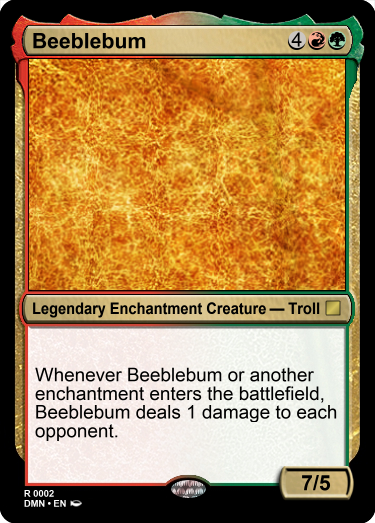 Beeblebum 4
Legendary Enchantment Creature — Troll
Whenever Beeblebum or another
enchantment enters the battlefield,
Beeblebum deals 1 damage to each
opponent.
7/5
R 0002
DMN • EN